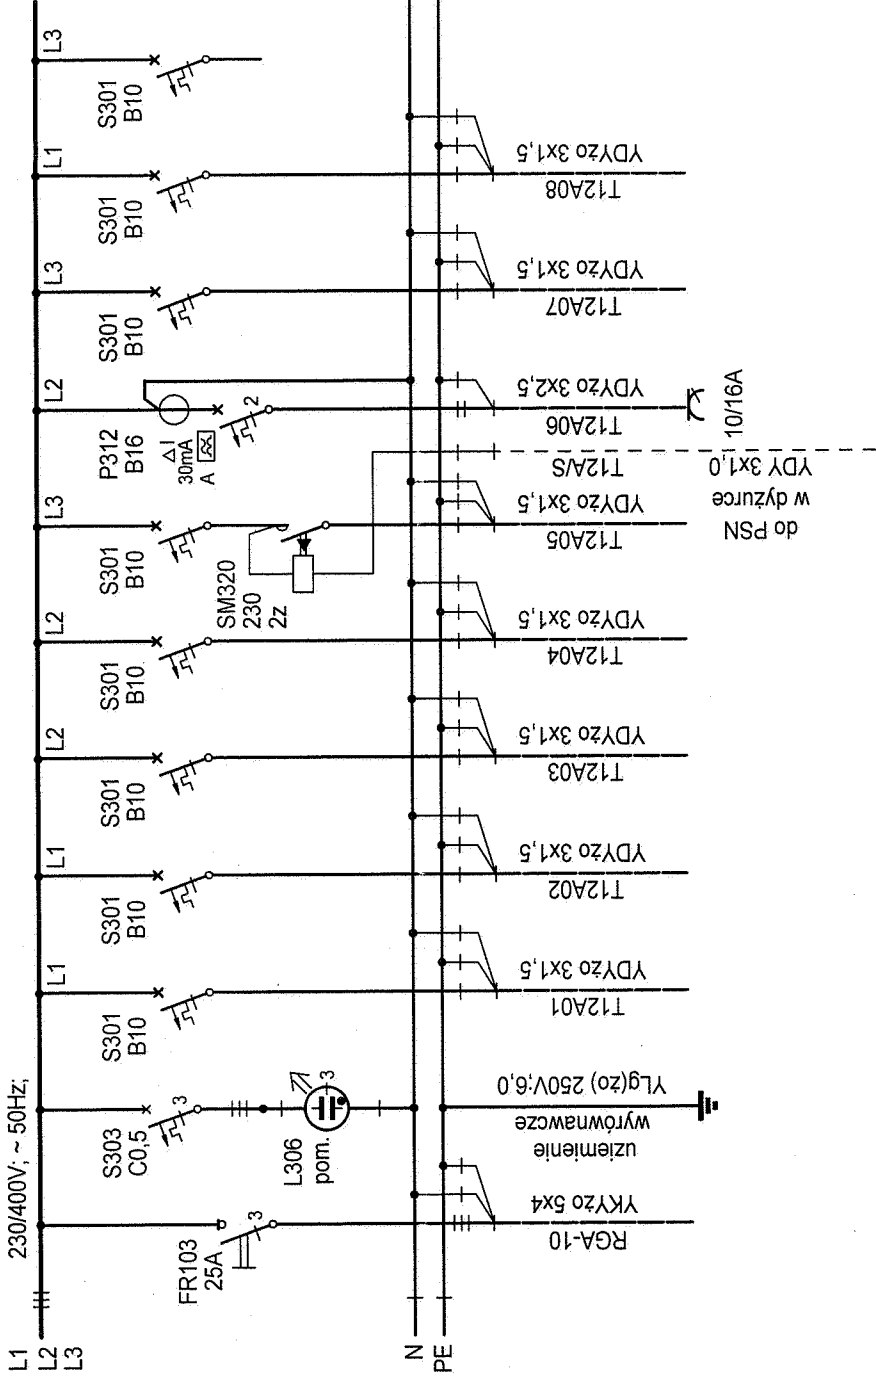 L1
L2
L3
230/400V; ~ 50Hz;
N
PE
FR103
25A
3
RGA-10
YKYżo 5x4
S303
C0,5
3
L306
pom.
3
uziemienie
wyrównawcze
YLg(żo) 250V;6,0
L1
S301
B10
T12A01
YDYżo 3x1,5
L1
S301
B10
T12A02
YDYżo 3x1,5
L2
S301
B10
T12A03
YDYżo 3x1,5
L2
S301
B10
T12A04
YDYżo 3x1,5
L3
S301
B10
SM320
230
2z
T12A05
YDYżo 3x1,5
T12A/S
do PSN
w dyżurce
YDY 3x1,0
L2
P312
B16
△I
30mA
A
2
T12A06
YDYżo 3x2,5
10/16A
L3
S301
B10
T12A07
YDYżo 3x1,5
L1
S301
B10
T12A08
YDYżo 3x1,5
L3
S301
B10